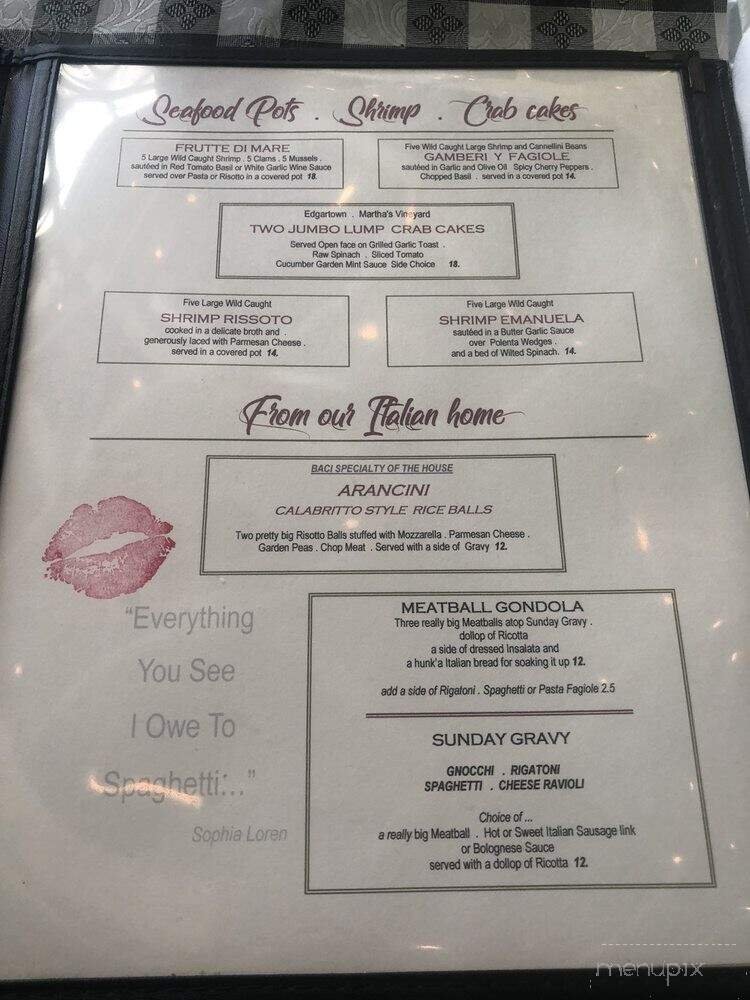 Seafood Pots . Shrimp . Crab cakes
FRUTTE DI MARE
5 Large Wild Caught Shrimp . 5 Clams . 5 Mussels .
sautéed in Red Tomato Basil or White Garlic Wine Sauce
served over Pasta or Risotto in a covered pot 18.
Five Wild Caught Large Shrimp and Cannellini Beans
GAMBERI Y FAGIOLE
sautéed in Garlic and Olive Oil Spicy Cherry Peppers .
Chopped Basil . served in a covered pot 14.
Edgartown . Martha's Vineyard
TWO JUMBO LUMP CRAB CAKES
Served Open face on Grilled Garlic Toast .
Raw Spinach . Sliced Tomato
Cucumber Garden Mint Sauce Side Choice 18.
Five Large Wild Caught
SHRIMP RISSOTO
cooked in a delicate broth and .
generously laced with Parmesan Cheese .
served in a covered pot 14.
Five Large Wild Caught
SHRIMP EMANUELA
sautéed in a Butter Garlic Sauce
over Polenta Wedges .
and a bed of Wilted Spinach. 14.
From our Italian home
BACI SPECIALTY OF THE HOUSE
ARANCINI
CALABRITTO STYLE RICE BALLS
Two pretty big Risotto Balls stuffed with Mozzarella . Parmesan Cheese .
Garden Peas . Chop Meat . Served with a side of Gravy 12.
"Everything
You See
I Owe To
Spaghetti..."
Sophia Loren
MEATBALL GONDOLA
Three really big Meatballs atop Sunday Gravy .
dollop of Ricotta
a side of dressed Insalata and
a hunk'a Italian bread for soaking it up 12.
add a side of Rigatoni . Spaghetti or Pasta Fagiole 2.5
SUNDAY GRAVY
GNOCCHI . RIGATONI
SPAGHETTI . CHEESE RAVIOLI
Choice of ...
a really big Meatball . Hot or Sweet Italian Sausage link
or Bolognese Sauce
served with a dollop of Ricotta 12.
menupix